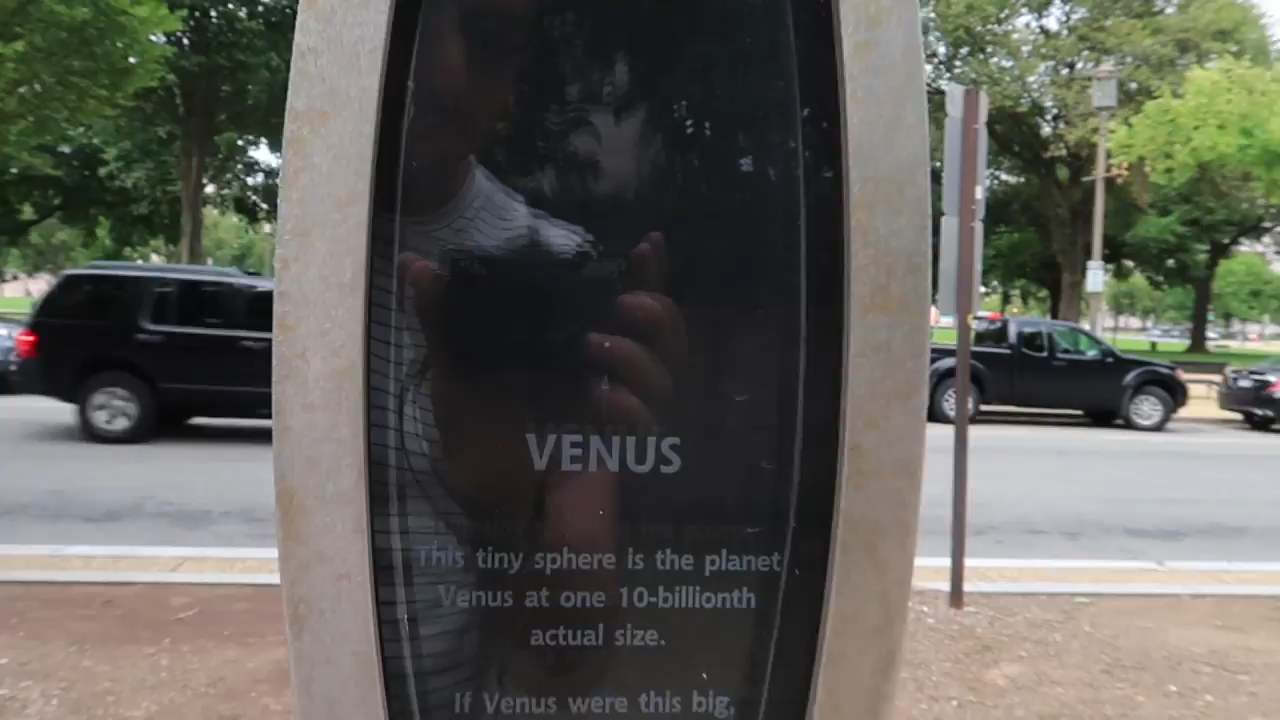 VENUS
This tiny sphere is the planet
Venus at one 10-billionth
actual size.
If Venus were this big,